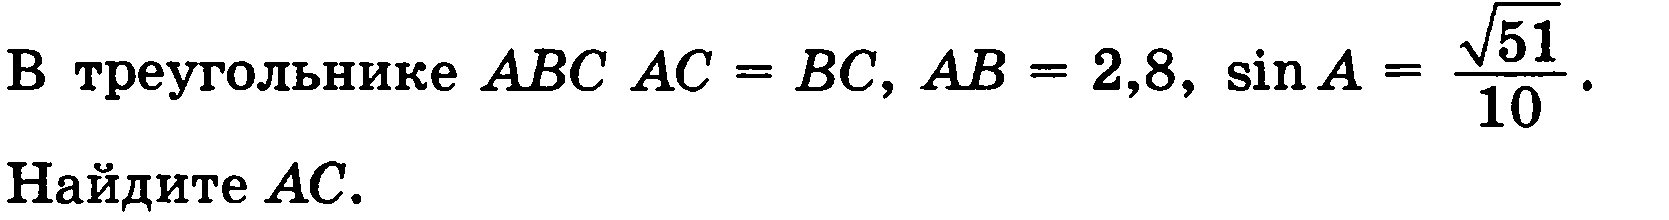 В треугольнике ABC AC = BC, AB = 2,8, sin A = √51/10.
Найдите AC.